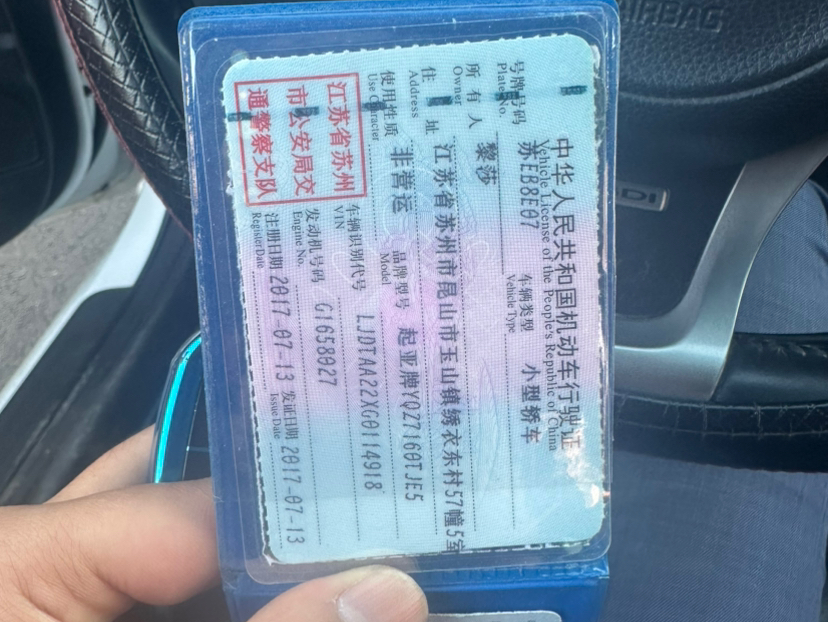 中华人民共和国机动车行驶证
Vehicle License of the People's Republic of China
号牌号码 苏EB8E07 车辆类型 小型轿车
Plate No. Vehicle Type
所有人 黎莎
Owner
住址 江苏省苏州市昆山市玉山镇绣衣东村57幢5室
Address
使用性质 非营运 品牌型号 起亚牌YQZ7160TJE5
Use Character Model
江苏省苏州
市公安局交
通警察支队
车辆识别代号 LJDTAA22XG0114918
VIN
发动机号码 G1658027
Engine No.
注册日期 2017-07-13 发证日期 2017-07-13
Register Date Issue Date
AIRBAG